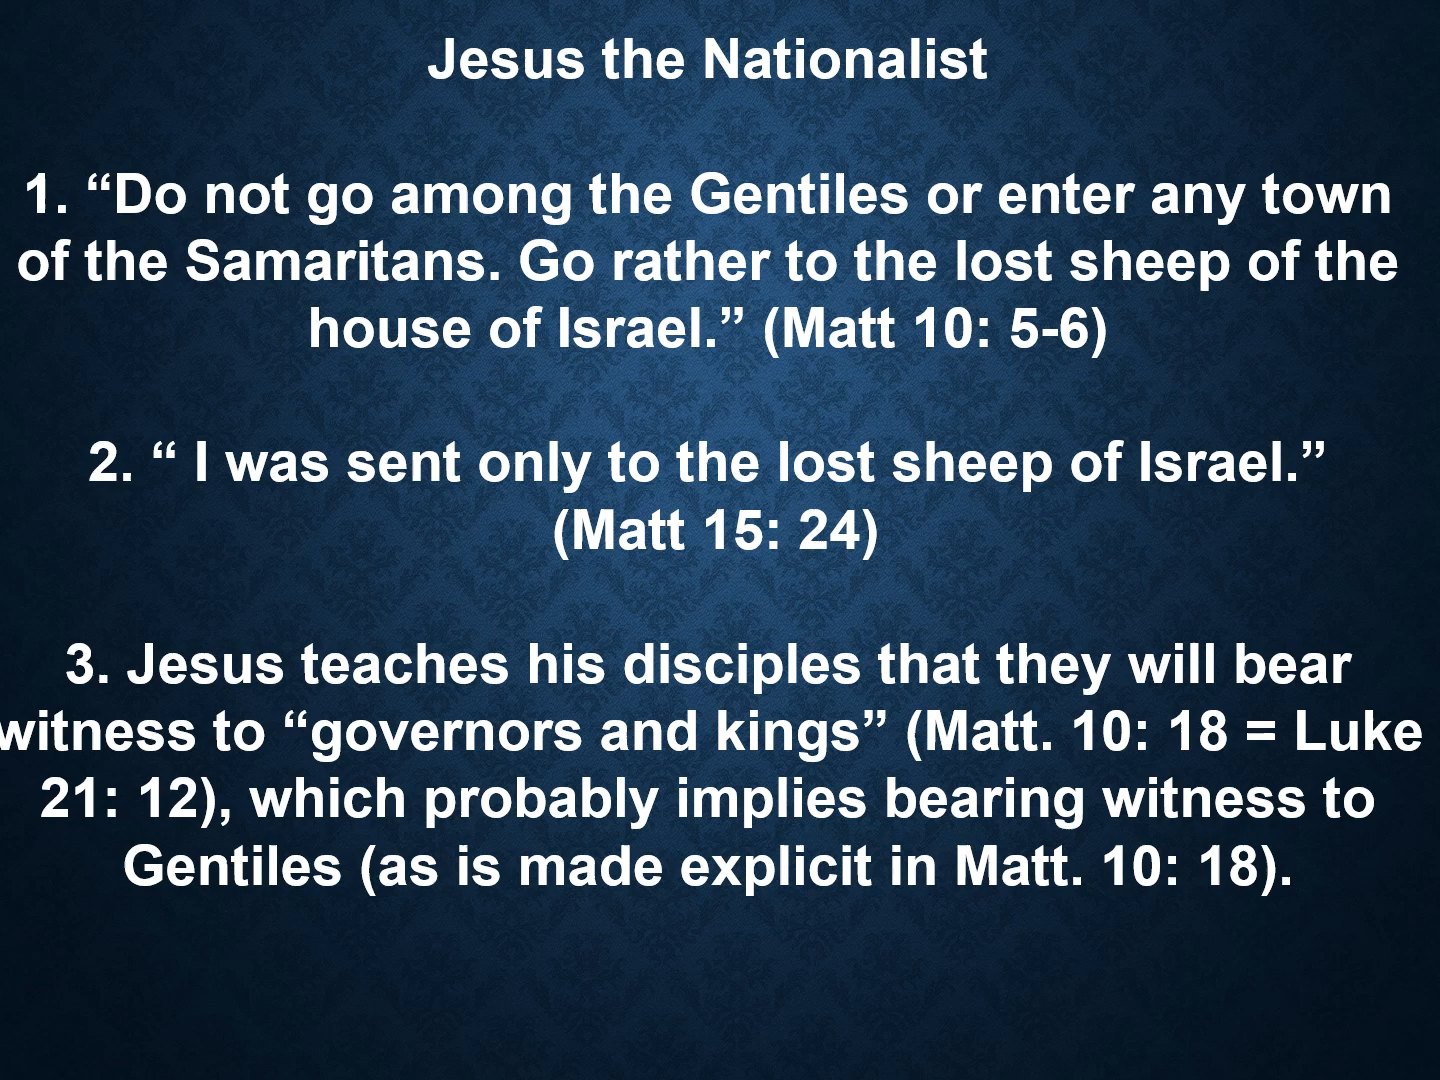 Jesus the Nationalist
1. “Do not go among the Gentiles or enter any town
of the Samaritans. Go rather to the lost sheep of the
house of Israel.” (Matt 10: 5-6)
2. “ I was sent only to the lost sheep of Israel.”
(Matt 15: 24)
3. Jesus teaches his disciples that they will bear
witness to “governors and kings” (Matt. 10: 18 = Luke
21: 12), which probably implies bearing witness to
Gentiles (as is made explicit in Matt. 10: 18).